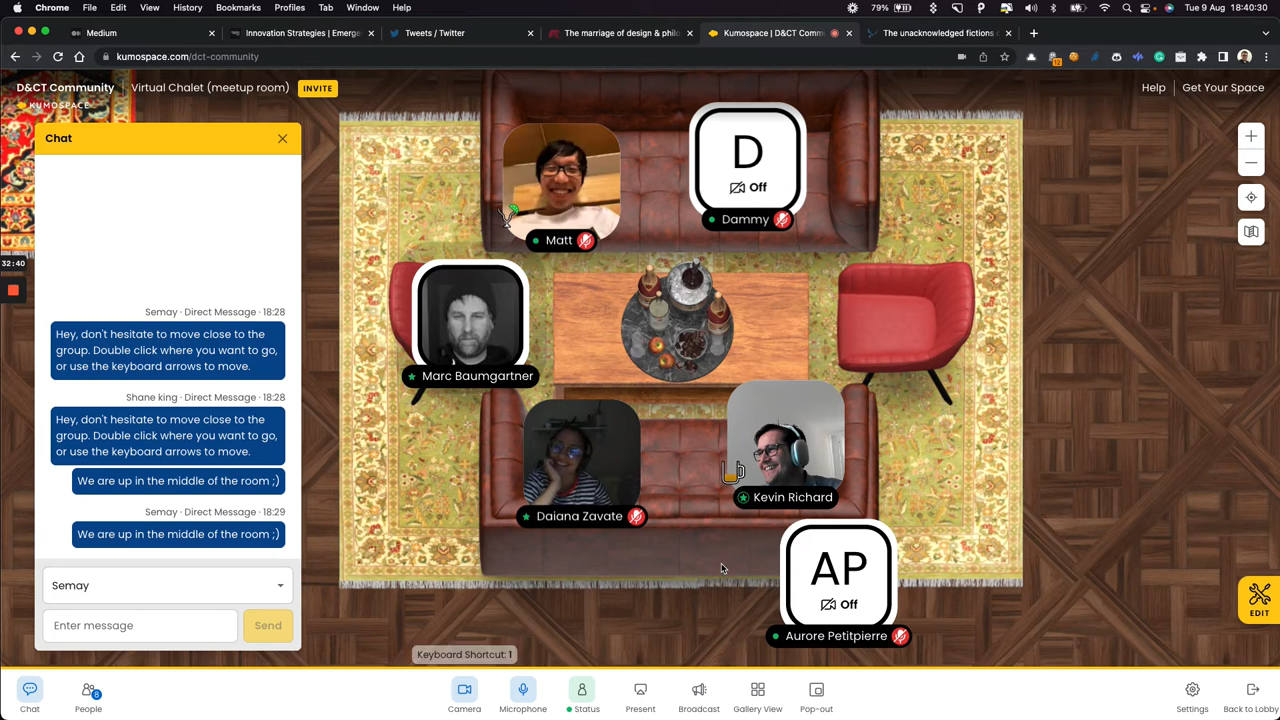 Chrome File Edit View History Bookmarks Profiles Tab Window Help
79% Tue 9 Aug 18:40:30
Medium
Innovation Strategies | Emerge
Tweets / Twitter
The marriage of design & philo
Kumospace | D&CT Comm
The unacknowledged fictions o
kumospace.com/dct-community
D&CT Community
Virtual Chalet (meetup room)
INVITE
KUMOSPACE
Help
Get Your Space
Chat
32:40
Semay · Direct Message · 18:28
Hey, don't hesitate to move close to the
group. Double click where you want to go,
or use the keyboard arrows to move.
Shane king · Direct Message · 18:28
Hey, don't hesitate to move close to the
group. Double click where you want to go,
or use the keyboard arrows to move.
We are up in the middle of the room ;)
Semay · Direct Message · 18:29
We are up in the middle of the room ;)
Semay
Enter message
Send
Matt
D
Off
Dammy
Marc Baumgartner
Daiana Zavate
Kevin Richard
AP
Off
Aurore Petitpierre
EDIT
Keyboard Shortcut: 1
Chat
People
8
Camera
Microphone
Status
Present
Broadcast
Gallery View
Pop-out
Settings
Back to Lobby